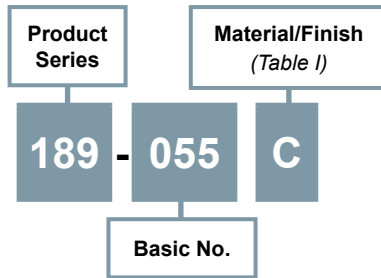 Product
Series
Material/Finish
(Table I)
189 - 055 C
Basic No.